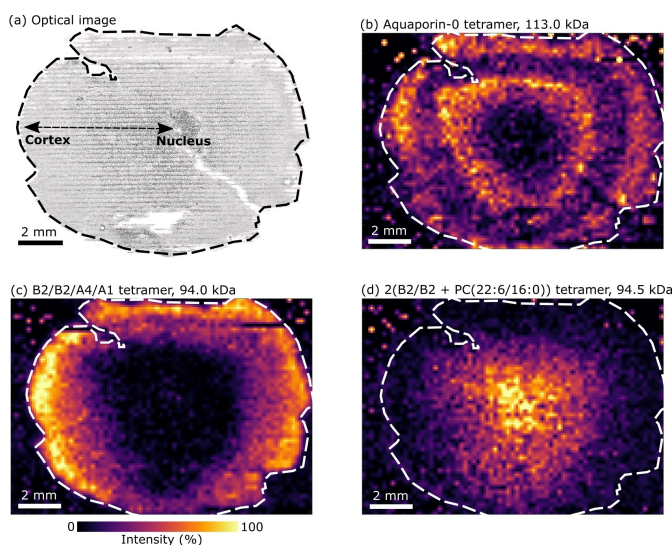 (a) Optical image
Cortex
Nucleus
2 mm
(b) Aquaporin-0 tetramer, 113.0 kDa
2 mm
(c) B2/B2/A4/A1 tetramer, 94.0 kDa
2 mm
(d) 2(B2/B2 + PC(22:6/16:0)) tetramer, 94.5 kDa
2 mm
0 100
Intensity (%)